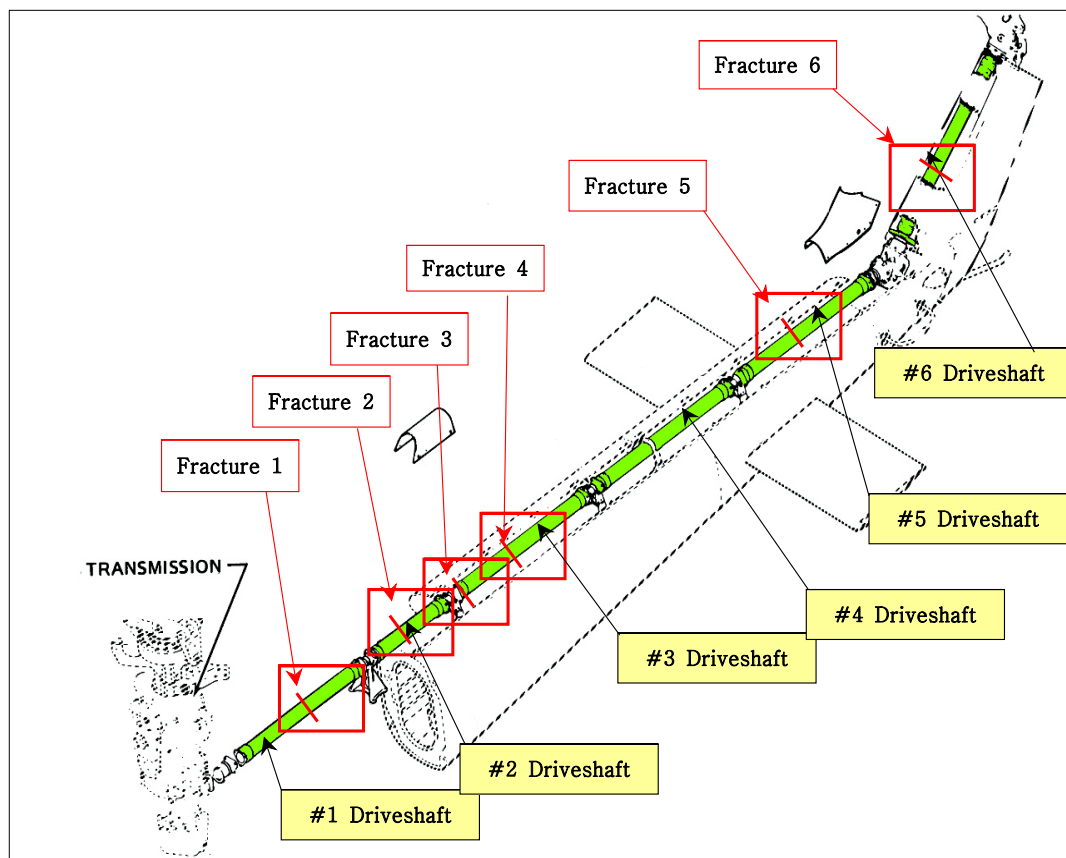 Fracture 6
Fracture 5
Fracture 4
Fracture 3
Fracture 2
Fracture 1
TRANSMISSION
#6 Driveshaft
#5 Driveshaft
#4 Driveshaft
#3 Driveshaft
#2 Driveshaft
#1 Driveshaft